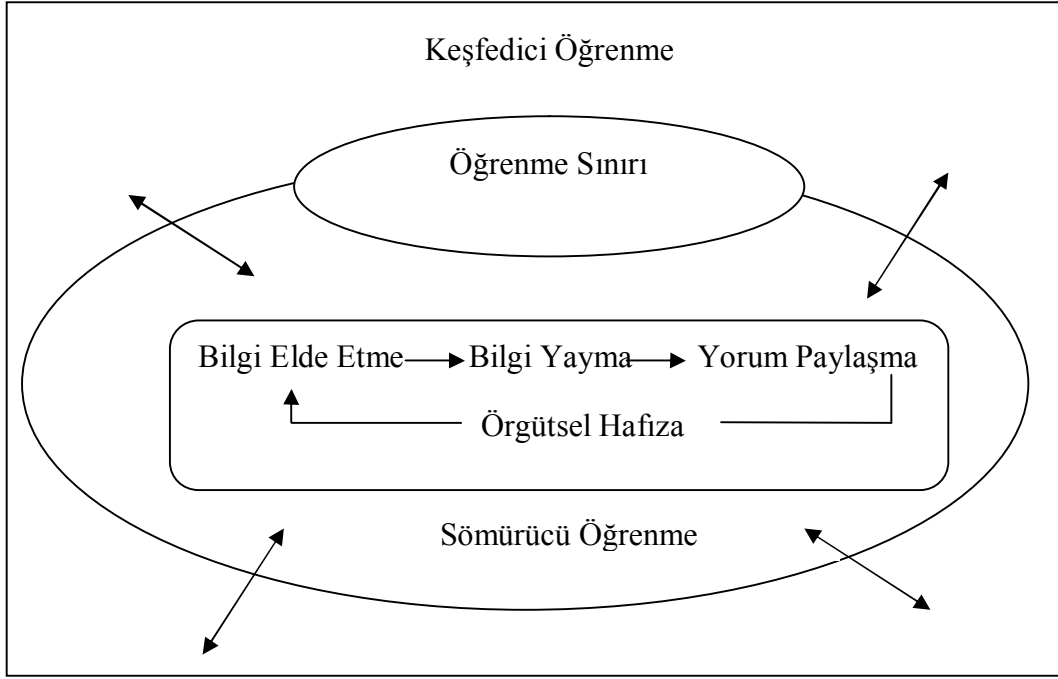 Keşfedici Öğrenme
Öğrenme Sınırı
Bilgi Elde Etme Bilgi Yayma Yorum Paylaşma
Örgütsel Hafıza
Sömürücü Öğrenme